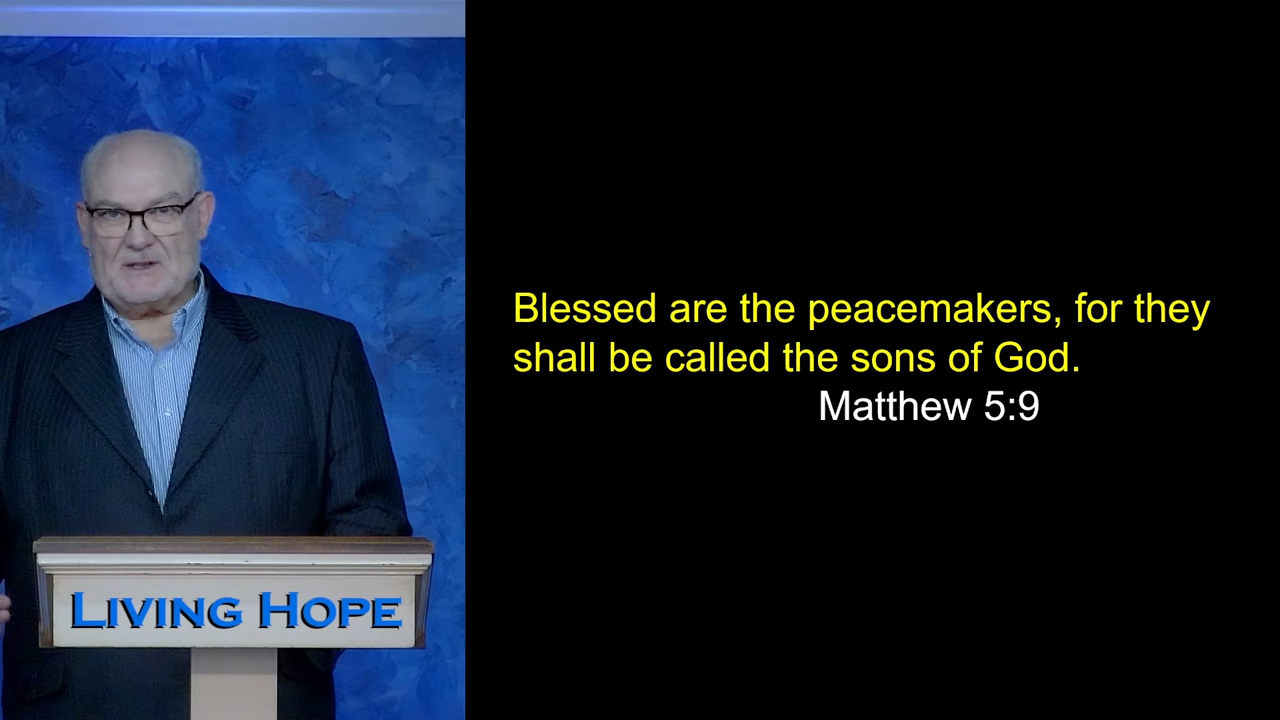 Blessed are the peacemakers, for they
shall be called the sons of God.
Matthew 5:9
LIVING HOPE